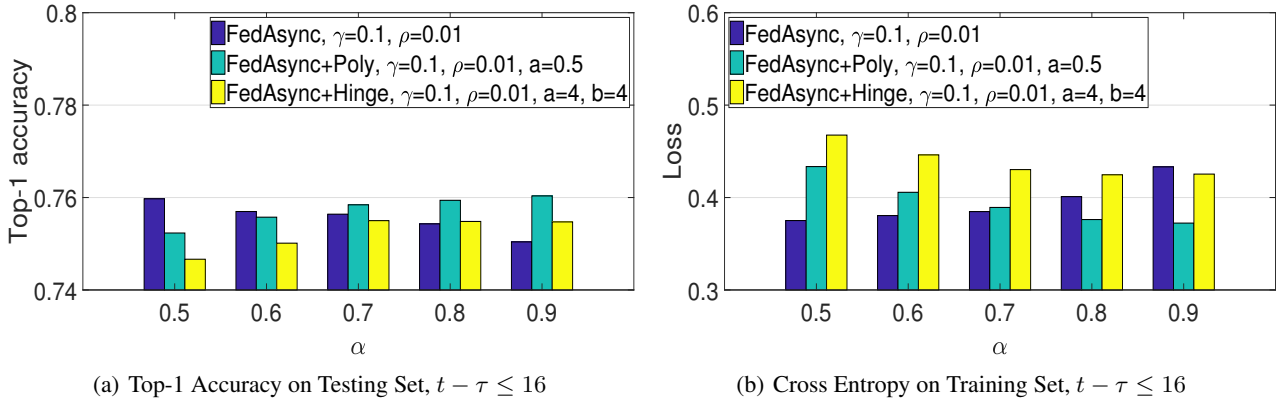 0.8
0.78
0.76
0.74
Top-1 accuracy
FedAsync, γ=0.1, ρ=0.01
FedAsync+Poly, γ=0.1, ρ=0.01, a=0.5
FedAsync+Hinge, γ=0.1, ρ=0.01, a=4, b=4
0.5 0.6 0.7 0.8 0.9
α
(a) Top-1 Accuracy on Testing Set, t − τ ≤ 16
0.6
0.5
0.4
0.3
Loss
FedAsync, γ=0.1, ρ=0.01
FedAsync+Poly, γ=0.1, ρ=0.01, a=0.5
FedAsync+Hinge, γ=0.1, ρ=0.01, a=4, b=4
0.5 0.6 0.7 0.8 0.9
α
(b) Cross Entropy on Training Set, t − τ ≤ 16